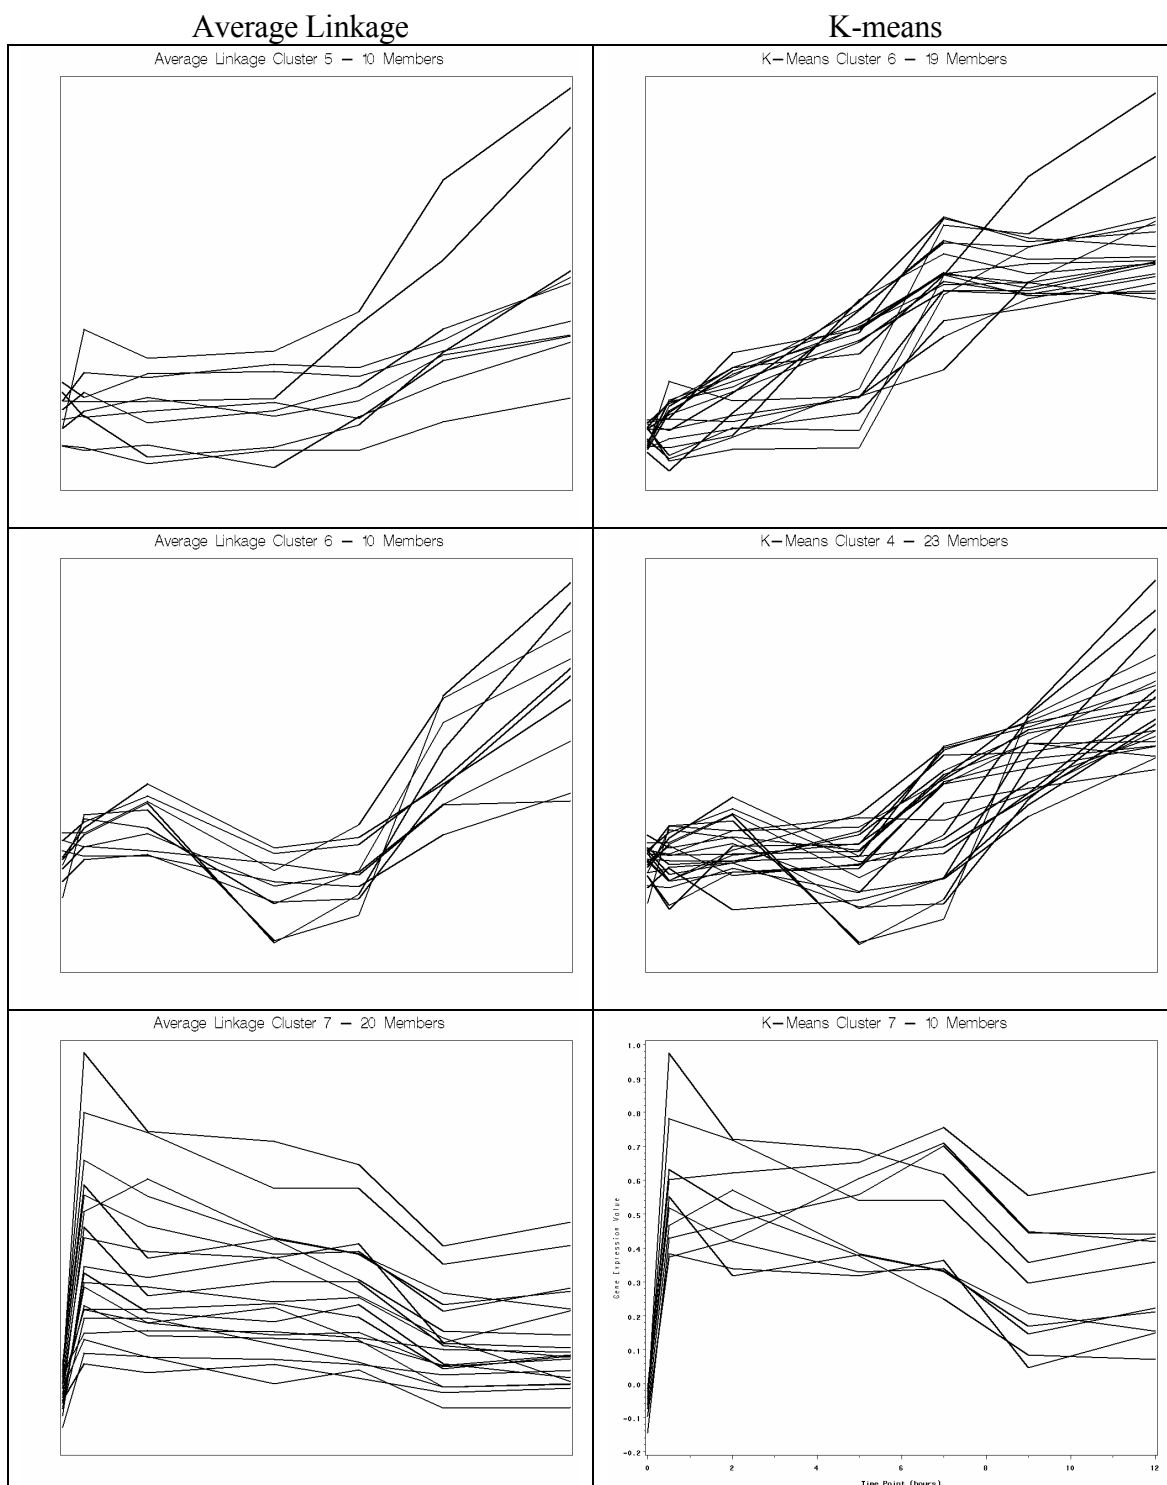 Average Linkage
K-means
Average Linkage Cluster 5 – 10 Members
K–Means Cluster 6 – 19 Members
Average Linkage Cluster 6 – 10 Members
K–Means Cluster 4 – 23 Members
Average Linkage Cluster 7 – 20 Members
K–Means Cluster 7 – 10 Members
1.0
0.9
0.8
0.7
0.6
0.5
0.4
0.3
0.2
0.1
0.0
-0.1
-0.2
Gene Expression Value
0 2 4 6 8 10 12
Time Point (hours)